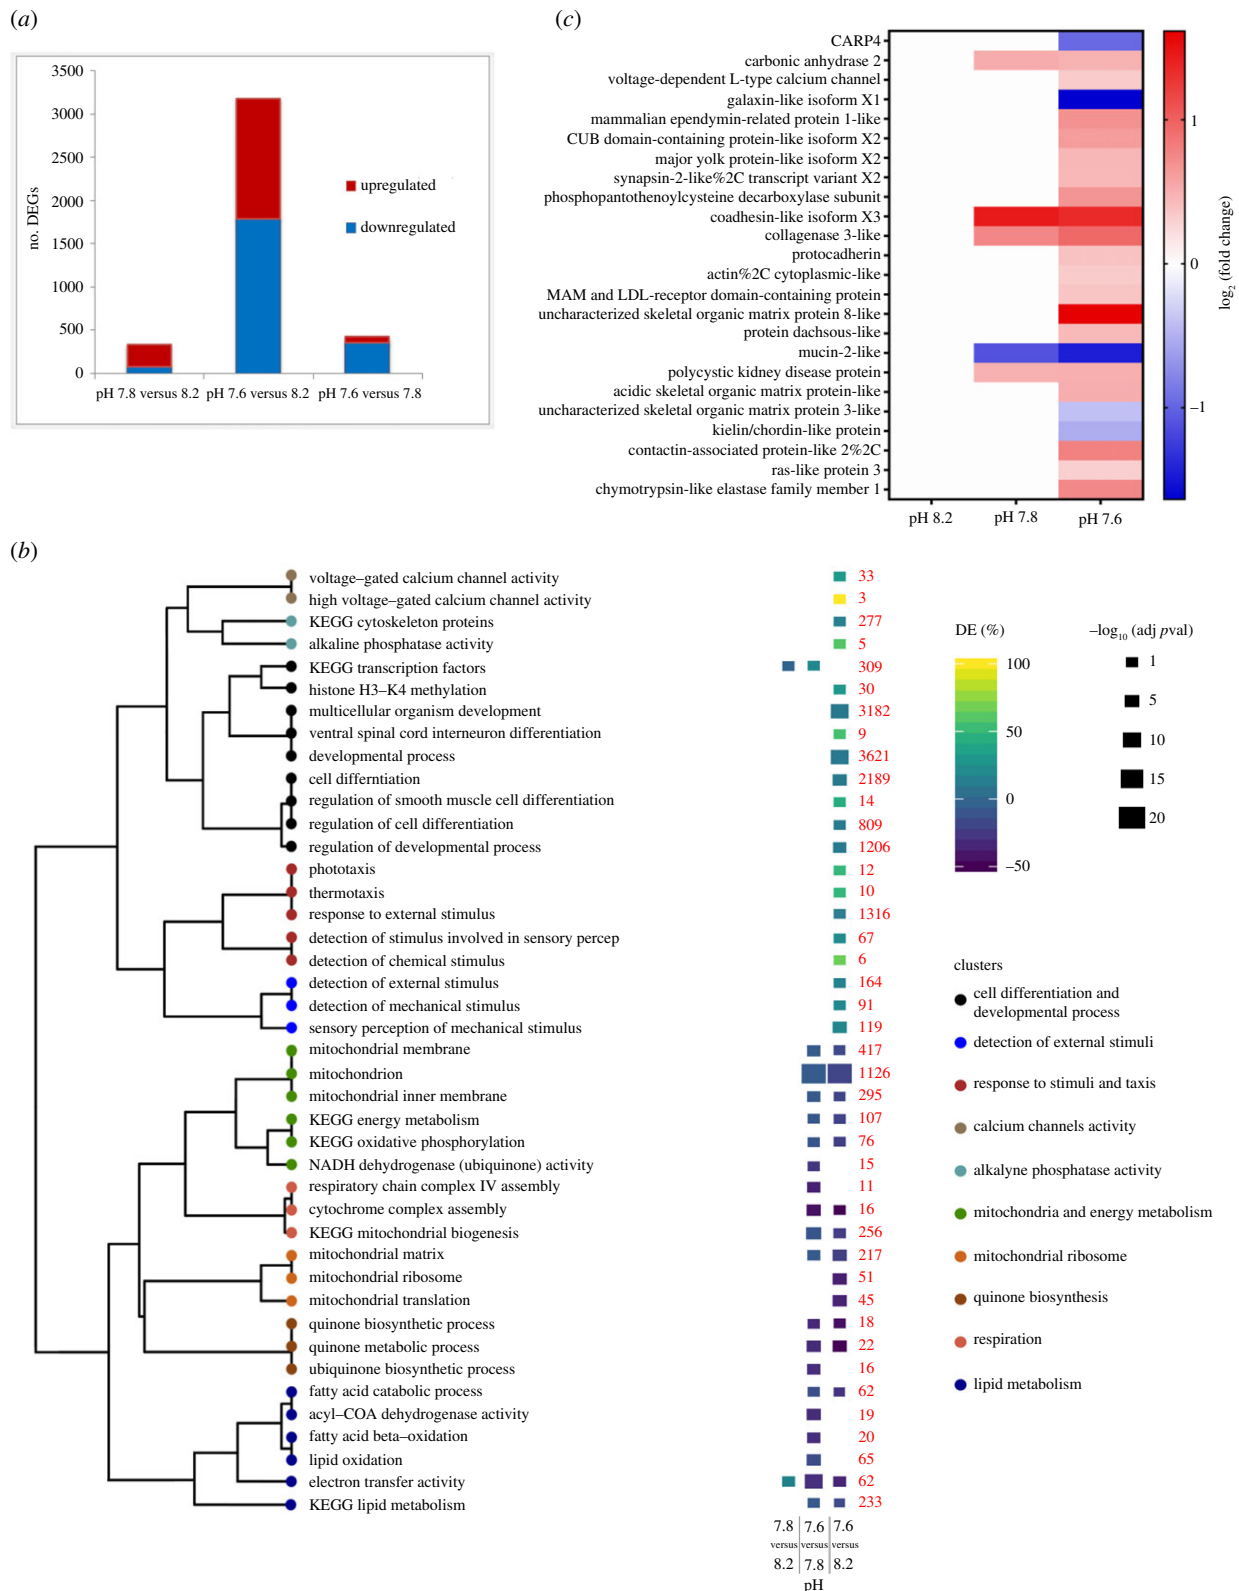 (a)
3500
3000
2500
2000
1500
1000
500
0
no. DEGs
upregulated
downregulated
pH 7.8 versus 8.2 pH 7.6 versus 8.2 pH 7.6 versus 7.8
(c)
CARP4
carbonic anhydrase 2
voltage-dependent L-type calcium channel
galaxin-like isoform X1
mammalian ependymin-related protein 1-like
CUB domain-containing protein-like isoform X2
major yolk protein-like isoform X2
synapsin-2-like%2C transcript variant X2
phosphopantothenoylcysteine decarboxylase subunit
coadhesin-like isoform X3
collagenase 3-like
protocadherin
actin%2C cytoplasmic-like
MAM and LDL-receptor domain-containing protein
uncharacterized skeletal organic matrix protein 8-like
protein dachsous-like
mucin-2-like
polycystic kidney disease protein
acidic skeletal organic matrix protein-like
uncharacterized skeletal organic matrix protein 3-like
kielin/chordin-like protein
contactin-associated protein-like 2%2C
ras-like protein 3
chymotrypsin-like elastase family member 1
pH 8.2 pH 7.8 pH 7.6
1
0
–1
log2 (fold change)
(b)
voltage–gated calcium channel activity 33
high voltage–gated calcium channel activity 3
KEGG cytoskeleton proteins 277
alkaline phosphatase activity 5
KEGG transcription factors 309
histone H3–K4 methylation 30
multicellular organism development 3182
ventral spinal cord interneuron differentiation 9
developmental process 3621
cell differntiation 2189
regulation of smooth muscle cell differentiation 14
regulation of cell differentiation 809
regulation of developmental process 1206
phototaxis 12
thermotaxis 10
response to external stimulus 1316
detection of stimulus involved in sensory percep 67
detection of chemical stimulus 6
detection of external stimulus 164
detection of mechanical stimulus 91
sensory perception of mechanical stimulus 119
mitochondrial membrane 417
mitochondrion 1126
mitochondrial inner membrane 295
KEGG energy metabolism 107
KEGG oxidative phosphorylation 76
NADH dehydrogenase (ubiquinone) activity 15
respiratory chain complex IV assembly 11
cytochrome complex assembly 16
KEGG mitochondrial biogenesis 256
mitochondrial matrix 217
mitochondrial ribosome 51
mitochondrial translation 45
quinone biosynthetic process 18
quinone metabolic process 22
ubiquinone biosynthetic process 16
fatty acid catabolic process 62
acyl–COA dehydrogenase activity 19
fatty acid beta–oxidation 20
lipid oxidation 65
electron transfer activity 62
KEGG lipid metabolism 233
7.8 7.6 7.6
versus versus versus
8.2 7.8 8.2
pH
DE (%)
100
50
0
–50
–log10 (adj pval)
1
5
10
15
20
clusters
cell differentiation and
developmental process
detection of external stimuli
response to stimuli and taxis
calcium channels activity
alkalyne phosphatase activity
mitochondria and energy metabolism
mitochondrial ribosome
quinone biosynthesis
respiration
lipid metabolism